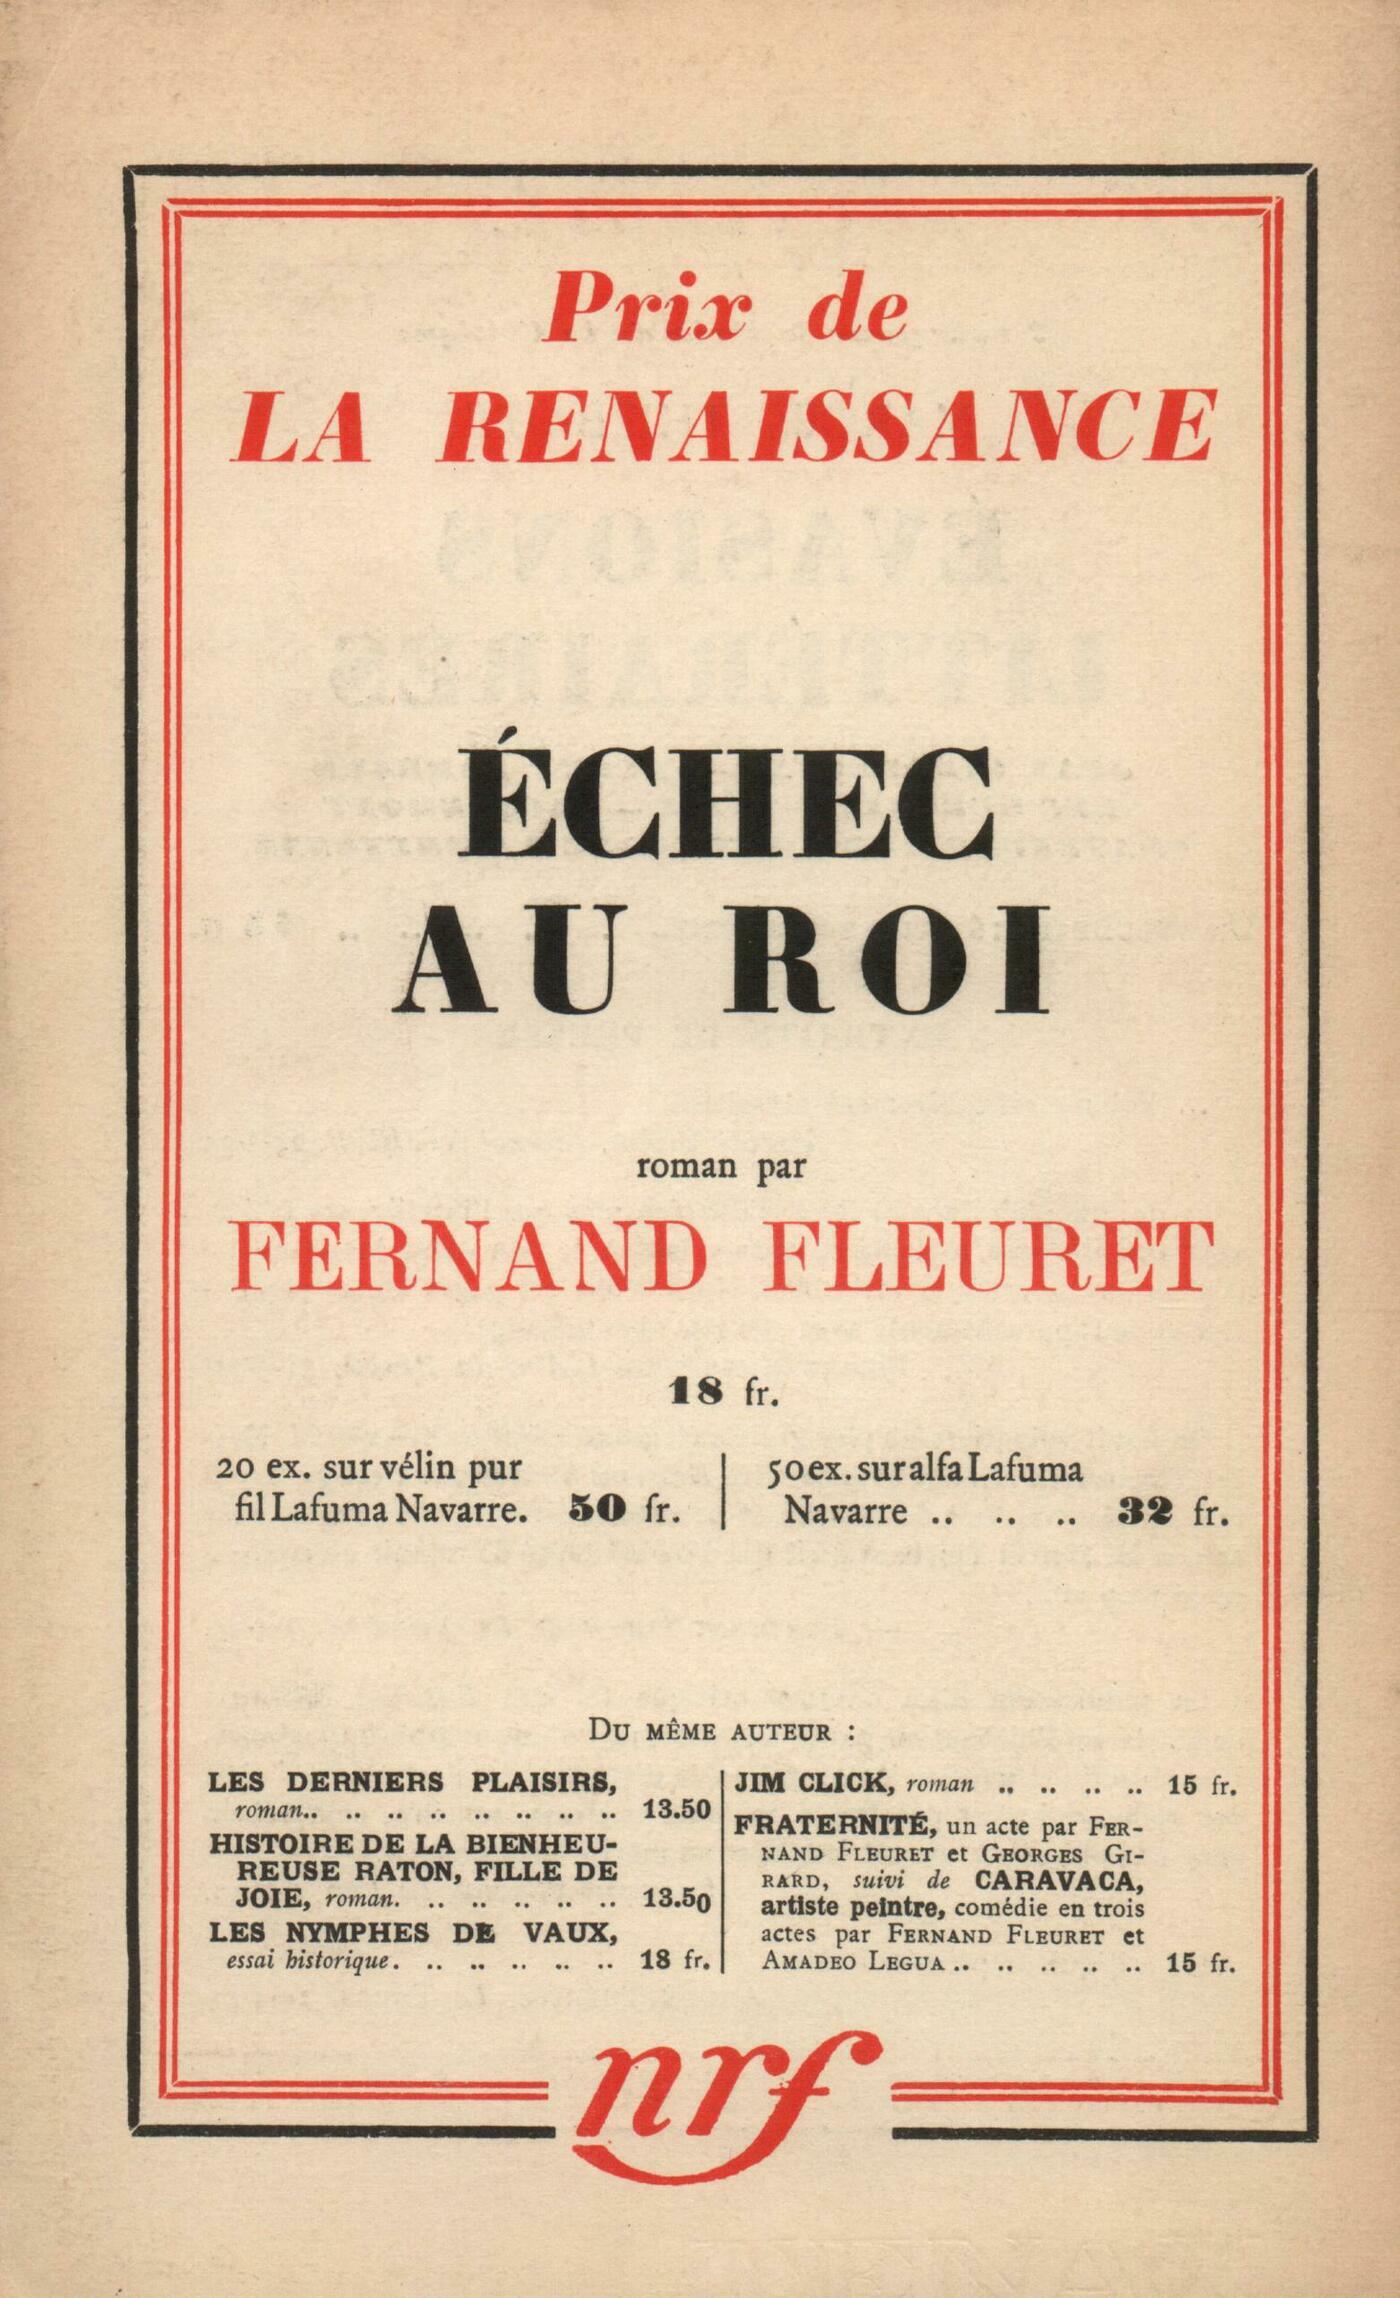 Prix de
LA RENAISSANCE
ÉCHEC
AU ROI
roman par
FERNAND FLEURET
18 fr.
20 ex. sur vélin pur
fil Lafuma Navarre. 50 fr.
50 ex. sur alfa Lafuma
Navarre .. .. .. 32 fr.
DU MÊME AUTEUR :
LES DERNIERS PLAISIRS,
roman.. .. .. .. .. .. .. .. 13.50
HISTOIRE DE LA BIENHEU-
REUSE RATON, FILLE DE
JOIE, roman. .. .. .. .. .. 13.50
LES NYMPHES DE VAUX,
essai historique. .. .. .. .. .. 18 fr.
JIM CLICK, roman .. .. .. .. 15 fr.
FRATERNITÉ, un acte par FER-
NAND FLEURET et GEORGES GI-
RARD, suivi de CARAVACA,
artiste peintre, comédie en trois
actes par FERNAND FLEURET et
AMADEO LEGUA .. .. .. .. .. 15 fr.
nrf